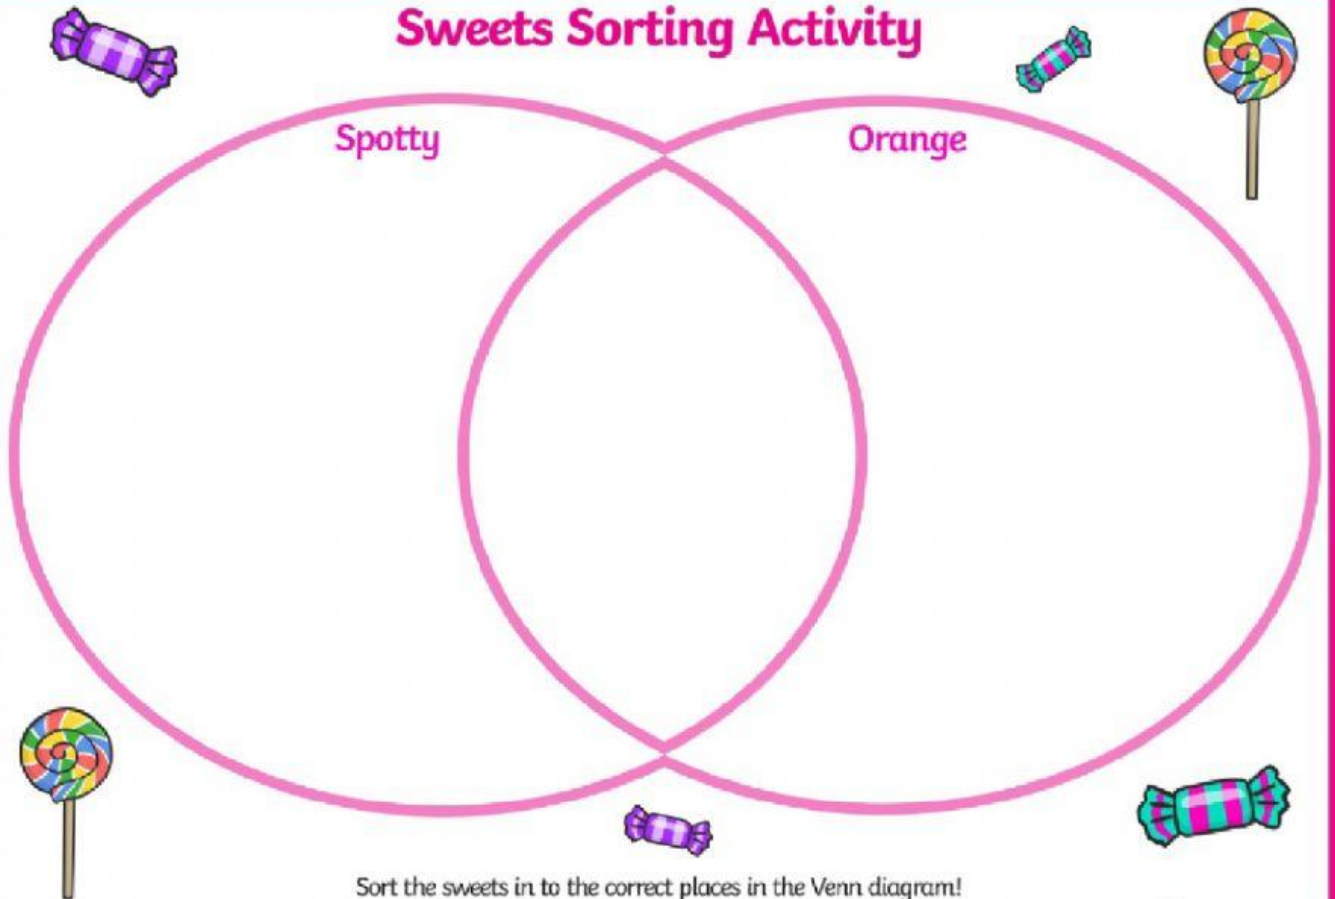 Sweets Sorting Activity
Spotty
Orange
Sort the sweets in to the correct places in the Venn diagram!